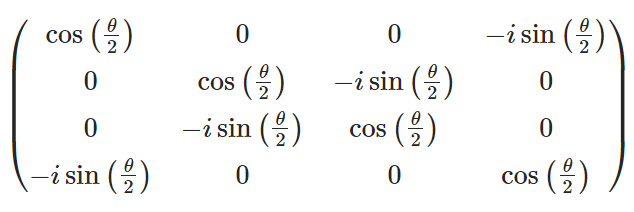 cos (θ/2) 0 0 −i sin (θ/2)
0 cos (θ/2) −i sin (θ/2) 0
0 −i sin (θ/2) cos (θ/2) 0
−i sin (θ/2) 0 0 cos (θ/2)